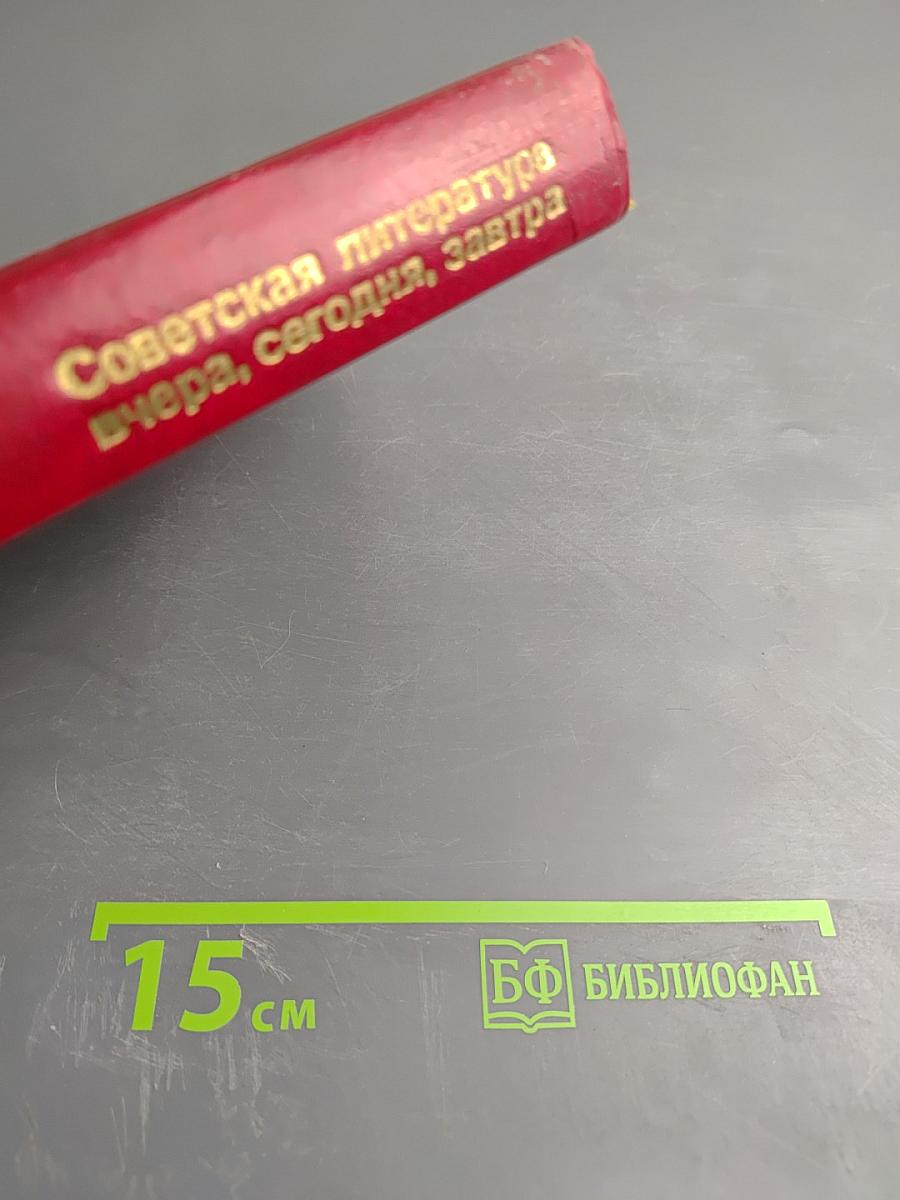 Советская литература
вчера, сегодня, завтра
15 см
БФ БИБЛИОФАН